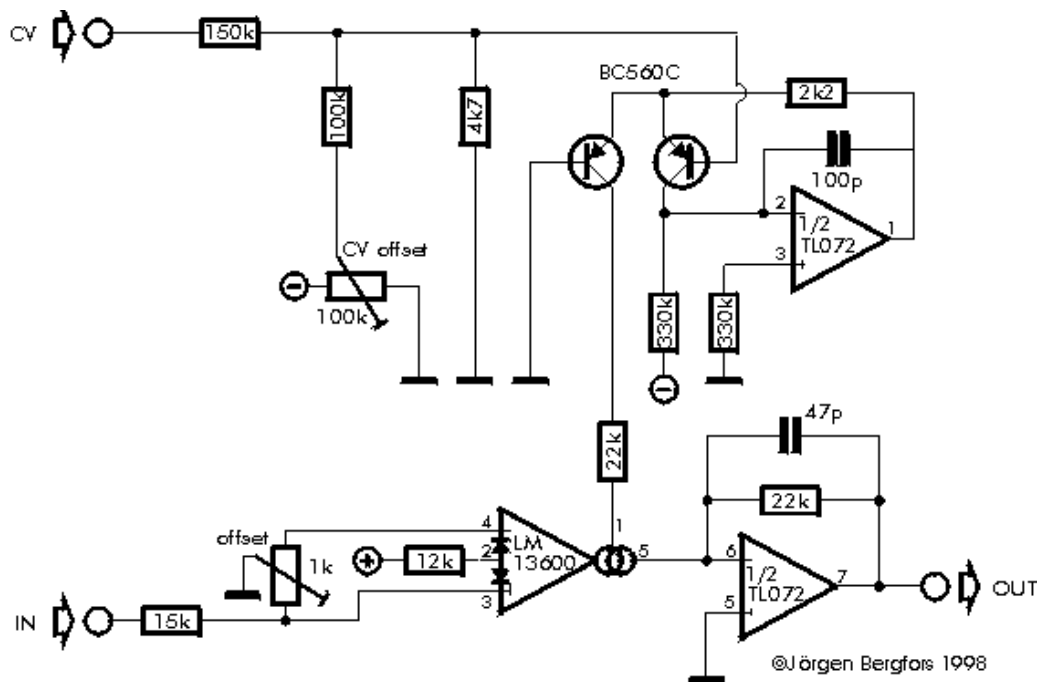 CV
150k
BC560C
100k
4k7
2k2
100p
2
1/2
TL072
1
3
CV offset
−
100k
330k
330k
−
47p
22k
22k
offset
1k
+
12k
4
2
3
LM
13600
1
5
6
5
1/2
TL072
7
IN
15k
OUT
©Jörgen Bergfors 1998